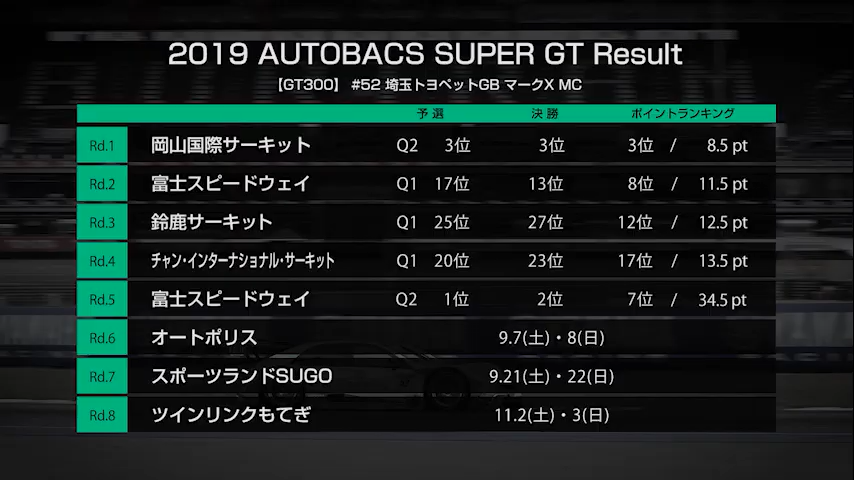 2019 AUTOBACS SUPER GT Result
【GT300】 #52 埼玉トヨペットGB マークX MC
予 選 決 勝 ポイントランキング
Rd.1 岡山国際サーキット Q2 3位 3位 3位 / 8.5 pt
Rd.2 富士スピードウェイ Q1 17位 13位 8位 / 11.5 pt
Rd.3 鈴鹿サーキット Q1 25位 27位 12位 / 12.5 pt
Rd.4 チャン・インターナショナル・サーキット Q1 20位 23位 17位 / 13.5 pt
Rd.5 富士スピードウェイ Q2 1位 2位 7位 / 34.5 pt
Rd.6 オートポリス 9.7(土)・8(日)
Rd.7 スポーツランドSUGO 9.21(土)・22(日)
Rd.8 ツインリンクもてぎ 11.2(土)・3(日)